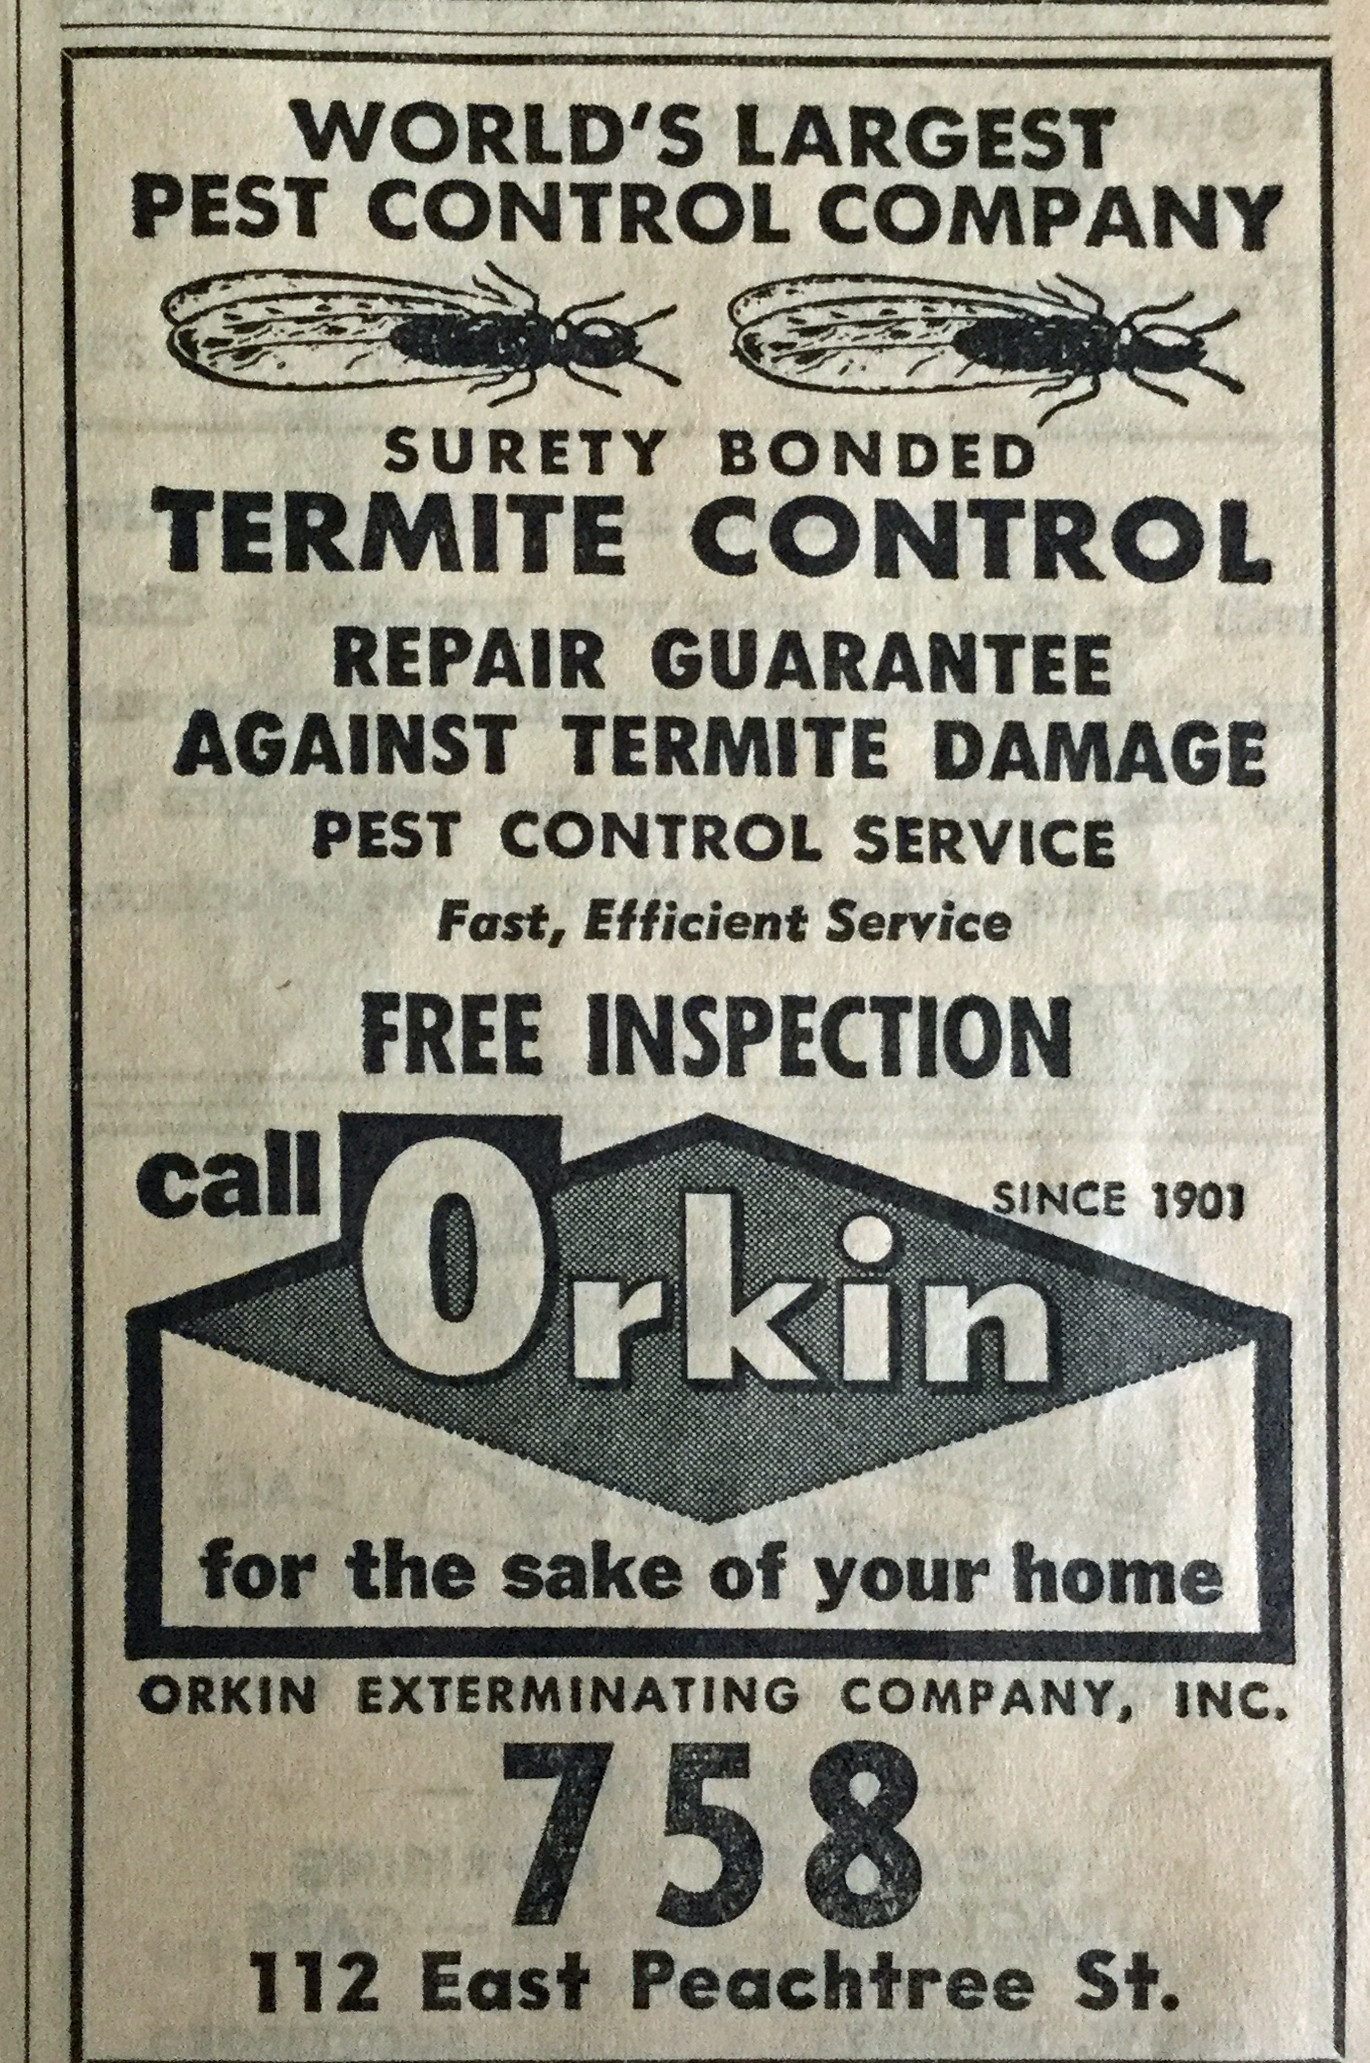 WORLD'S LARGEST
PEST CONTROL COMPANY
SURETY BONDED
TERMITE CONTROL
REPAIR GUARANTEE
AGAINST TERMITE DAMAGE
PEST CONTROL SERVICE
Fast, Efficient Service
FREE INSPECTION
call Orkin SINCE 1901
for the sake of your home
ORKIN EXTERMINATING COMPANY, INC.
758
112 East Peachtree St.